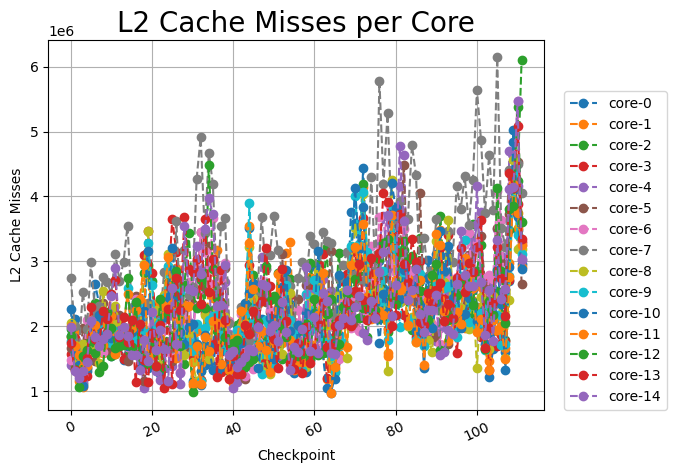 L2 Cache Misses per Core
1e6
6
5
4
3
2
1
L2 Cache Misses
0
20
40
60
80
100
Checkpoint
core-0
core-1
core-2
core-3
core-4
core-5
core-6
core-7
core-8
core-9
core-10
core-11
core-12
core-13
core-14